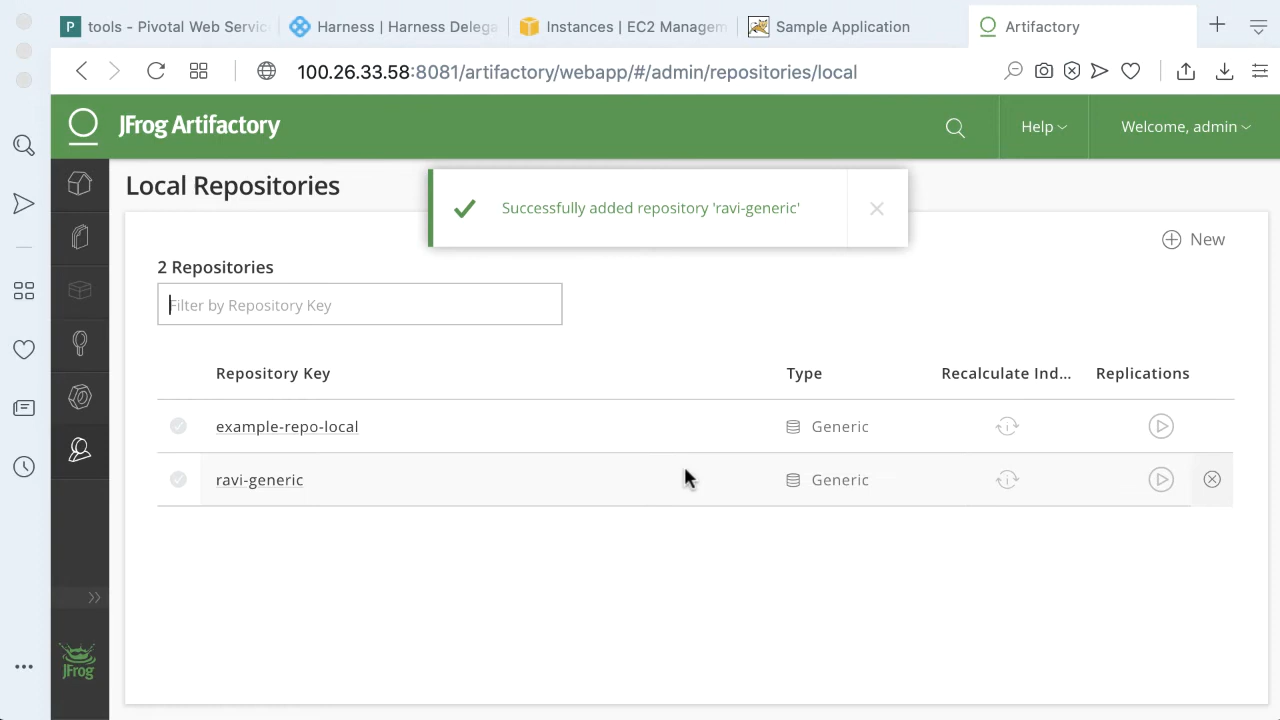 tools - Pivotal Web Servic
Harness | Harness Delega
Instances | EC2 Managem
Sample Application
Artifactory
100.26.33.58:8081/artifactory/webapp/#/admin/repositories/local
JFrog Artifactory
Help
Welcome, admin
Local Repositories
Successfully added repository 'ravi-generic'
New
2 Repositories
Filter by Repository Key
Repository Key
Type
Recalculate Ind...
Replications
example-repo-local
Generic
ravi-generic
Generic
JFrog